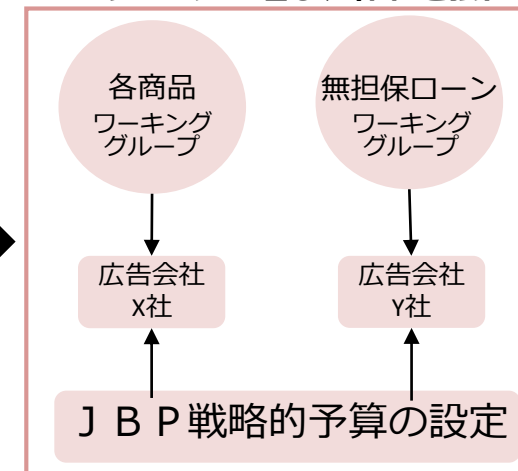 各商品
ワーキング
グループ
無担保ローン
ワーキング
グループ
広告会社
X社
広告会社
Y社
ＪＢＰ戦略的予算の設定